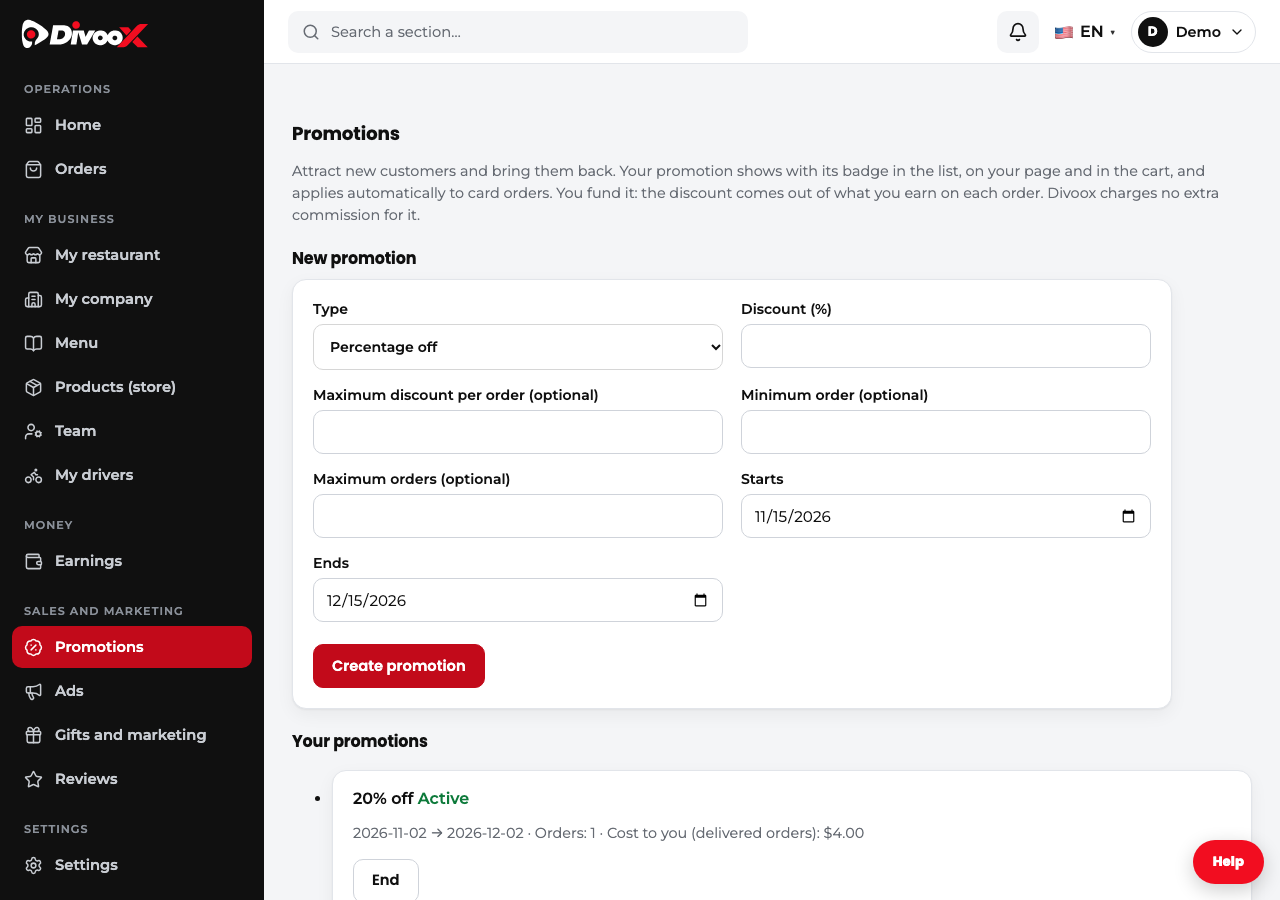 DivooX
Search a section...
EN
D
Demo
OPERATIONS
Home
Orders
MY BUSINESS
My restaurant
My company
Menu
Products (store)
Team
My drivers
MONEY
Earnings
SALES AND MARKETING
Promotions
Ads
Gifts and marketing
Reviews
SETTINGS
Settings
Promotions
Attract new customers and bring them back. Your promotion shows with its badge in the list, on your page and in the cart, and
applies automatically to card orders. You fund it: the discount comes out of what you earn on each order. Divoox charges no extra
commission for it.
New promotion
Type
Discount (%)
Percentage off
Maximum discount per order (optional)
Minimum order (optional)
Maximum orders (optional)
Starts
11/15/2026
Ends
12/15/2026
Create promotion
Your promotions
20% off Active
2026-11-02 → 2026-12-02 · Orders: 1 · Cost to you (delivered orders): $4.00
End
Help